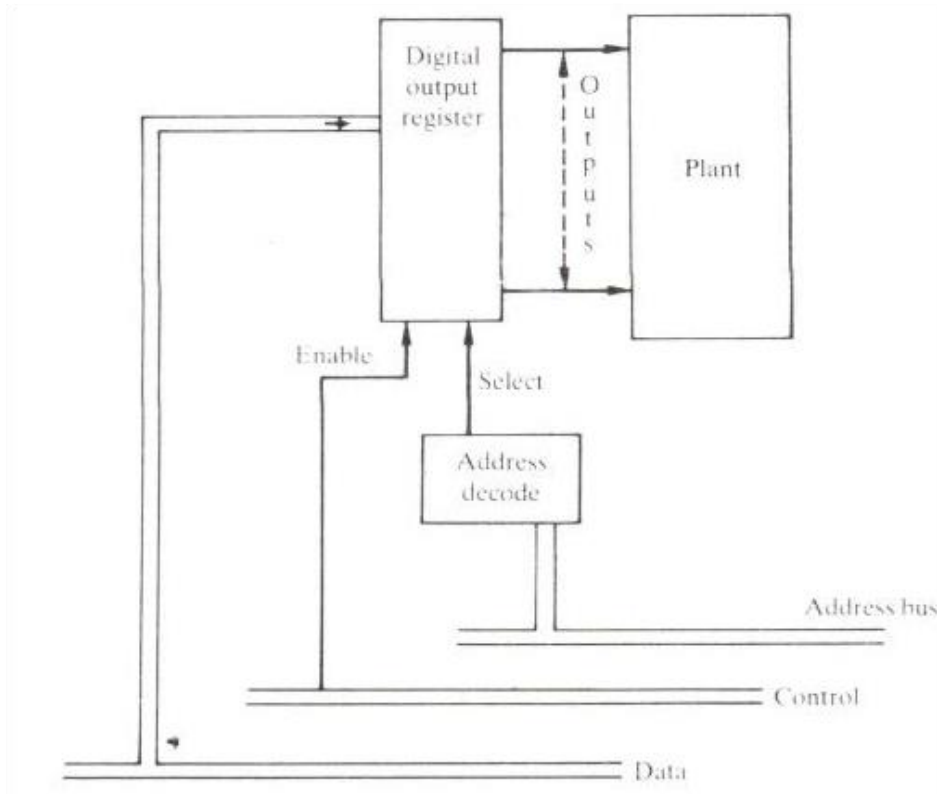 Digital
output
register
Outputs
Plant
Enable
Select
Address
decode
Address bus
Control
Data